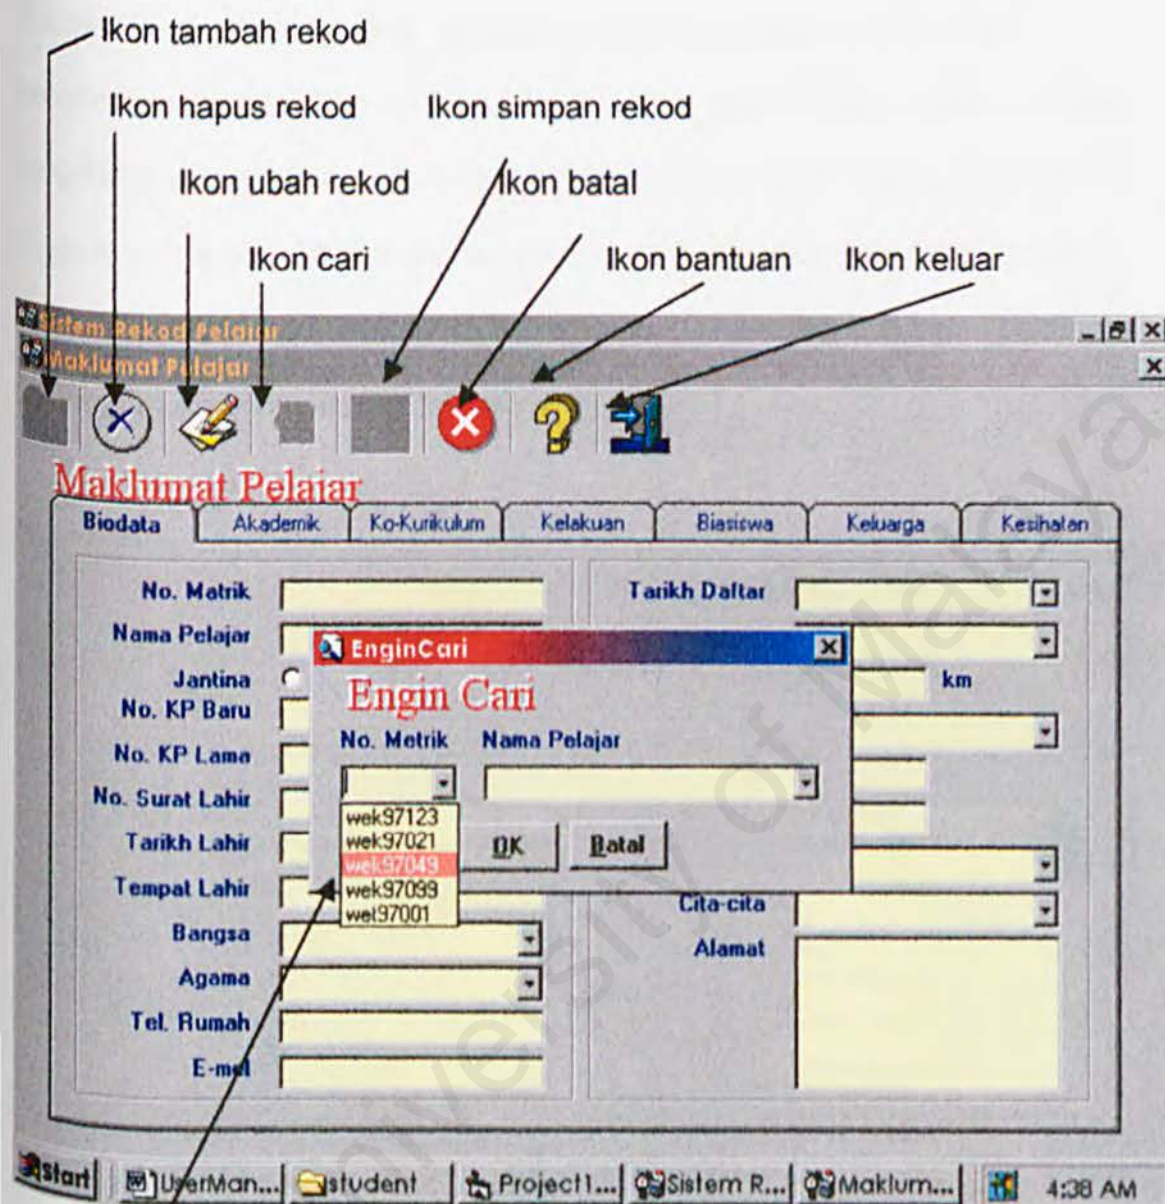 Ikon tambah rekod
Ikon hapus rekod Ikon simpan rekod
Ikon ubah rekod Ikon batal
Ikon cari Ikon bantuan Ikon keluar
Sistem Rekod Pelajar
Maklumat Pelajar
Maklumat Pelajar
Biodata Akademik Ko-Kurikulum Kelakuan Biasiswa Keluarga Kesihatan
No. Matrik Tarikh Daftar
Nama Pelajar
EnginCari
Jantina km
Engin Cari
No. KP Baru
No. Metrik Nama Pelajar
No. KP Lama
No. Surat Lahir
wek97123
Tarikh Lahir
wek97021 OK Batal
wek97049
Tempat Lahir
wek97099
Cita-cita
wet97001
Bangsa
Alamat
Agama
Tel. Rumah
E-mel
Start UserMan... student Project1... Sistem R... Maklum... 4:38 AM
University of Malaya